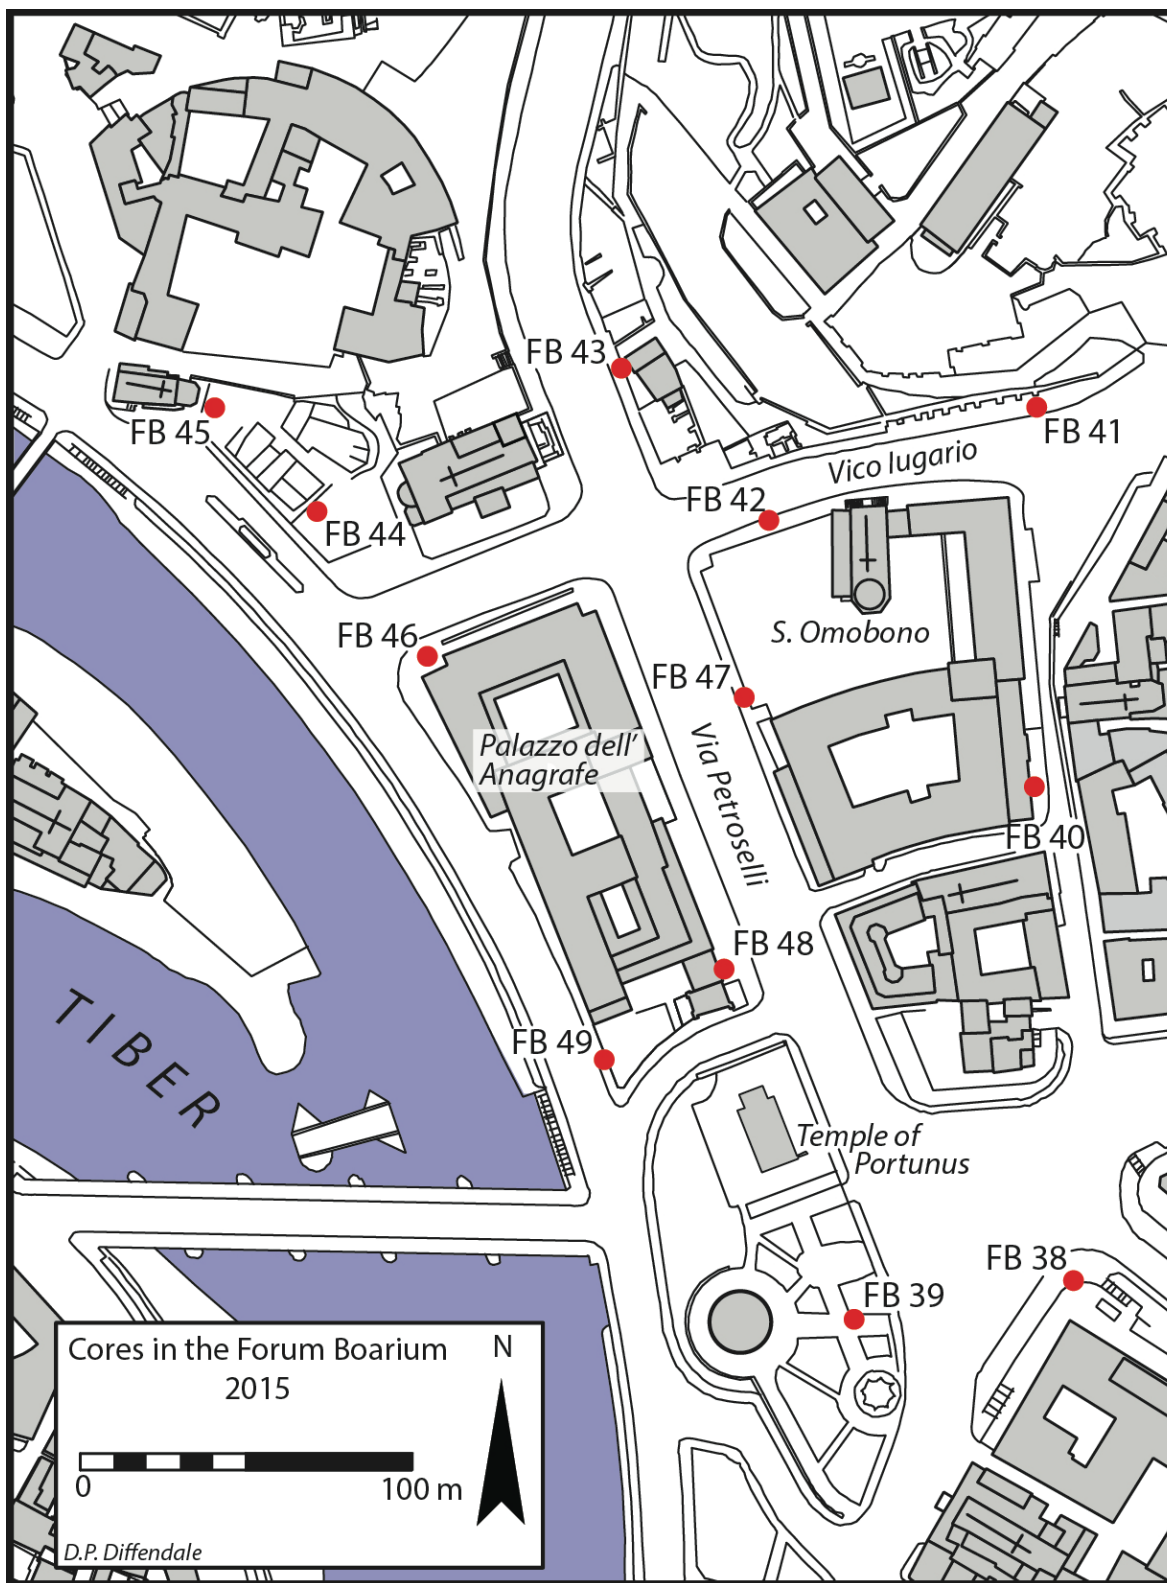 FB 43
FB 45
FB 41
Vico Iugario
FB 42
FB 44
S. Omobono
FB 46
FB 47
Palazzo dell'
Anagrafe
Via Petroselli
FB 40
FB 48
TIBER
FB 49
Temple of
Portunus
FB 38
FB 39
Cores in the Forum Boarium
2015
N
0
100 m
D.P. Diffendale